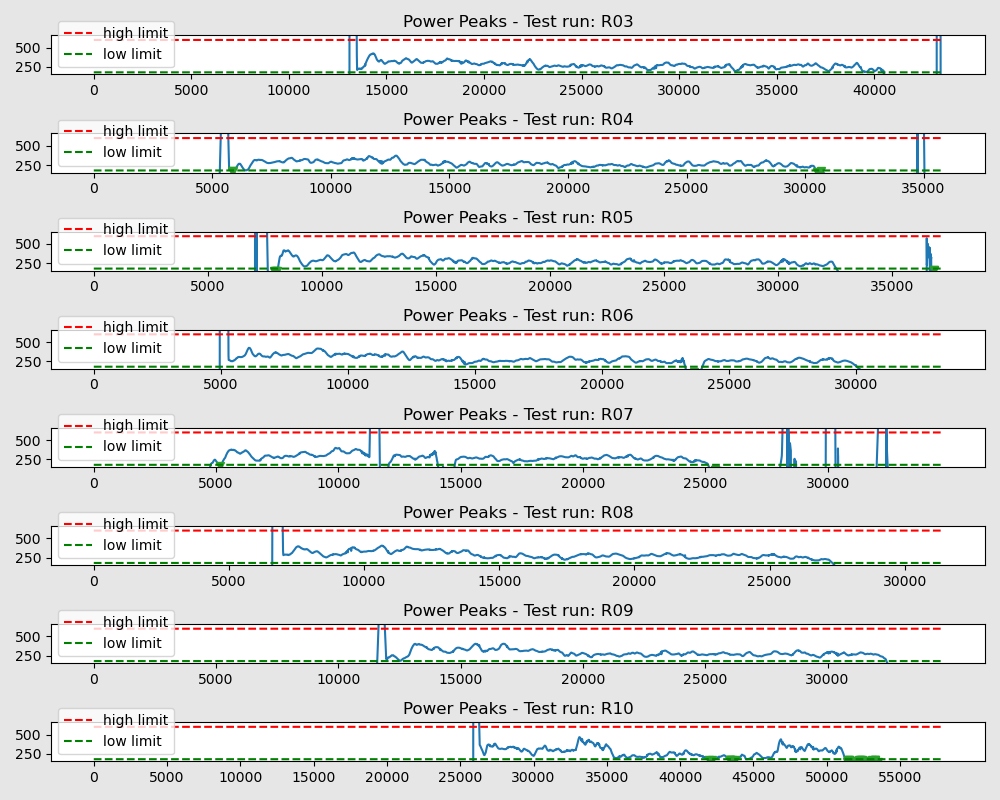 Power Peaks - Test run: R03
high limit
low limit
500
250
0 5000 10000 15000 20000 25000 30000 35000 40000
Power Peaks - Test run: R04
high limit
low limit
500
250
0 5000 10000 15000 20000 25000 30000 35000
Power Peaks - Test run: R05
high limit
low limit
500
250
0 5000 10000 15000 20000 25000 30000 35000
Power Peaks - Test run: R06
high limit
low limit
500
250
0 5000 10000 15000 20000 25000 30000
Power Peaks - Test run: R07
high limit
low limit
500
250
0 5000 10000 15000 20000 25000 30000
Power Peaks - Test run: R08
high limit
low limit
500
250
0 5000 10000 15000 20000 25000 30000
Power Peaks - Test run: R09
high limit
low limit
500
250
0 5000 10000 15000 20000 25000 30000
Power Peaks - Test run: R10
high limit
low limit
500
250
0 5000 10000 15000 20000 25000 30000 35000 40000 45000 50000 55000